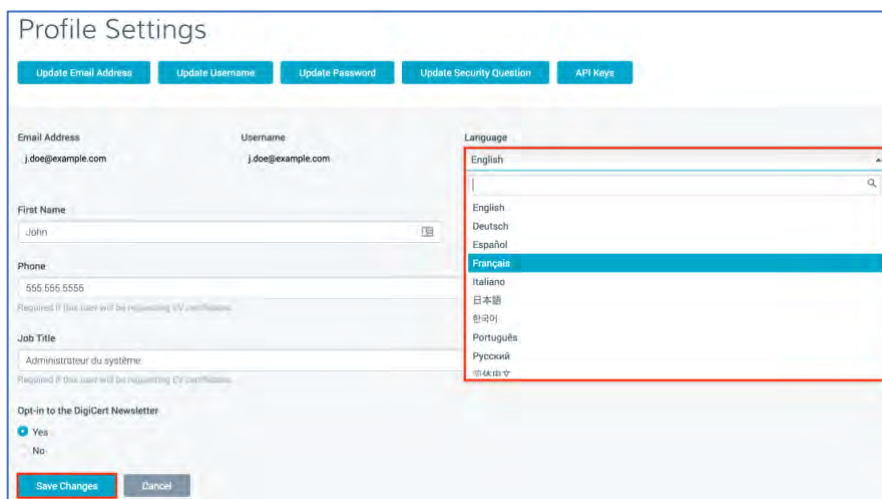 Profile Settings
Update Email Address Update Username Update Password Update Security Question API Keys
Email Address Username Language
j.doe@example.com j.doe@example.com English
English
First Name
John
Deutsch
Español
Français
Phone
555 555 5555
Italiano
日本語
Required if this user will be requesting EV certificates.
한국어
Job Title
Português
Administrateur du système
Русский
Required if this user will be requesting EV certificates.
简体中文
Opt-in to the DigiCert Newsletter
Yes
No
Save Changes Cancel